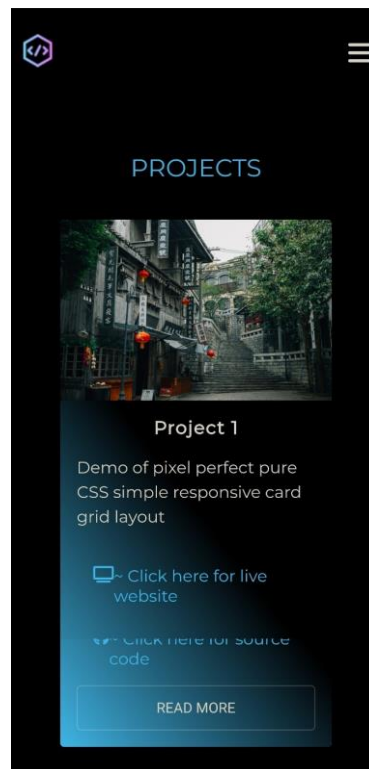 </>
PROJECTS
Project 1
Demo of pixel perfect pure
CSS simple responsive card
grid layout
~ Click here for live
website
~ Click here for source
code
READ MORE